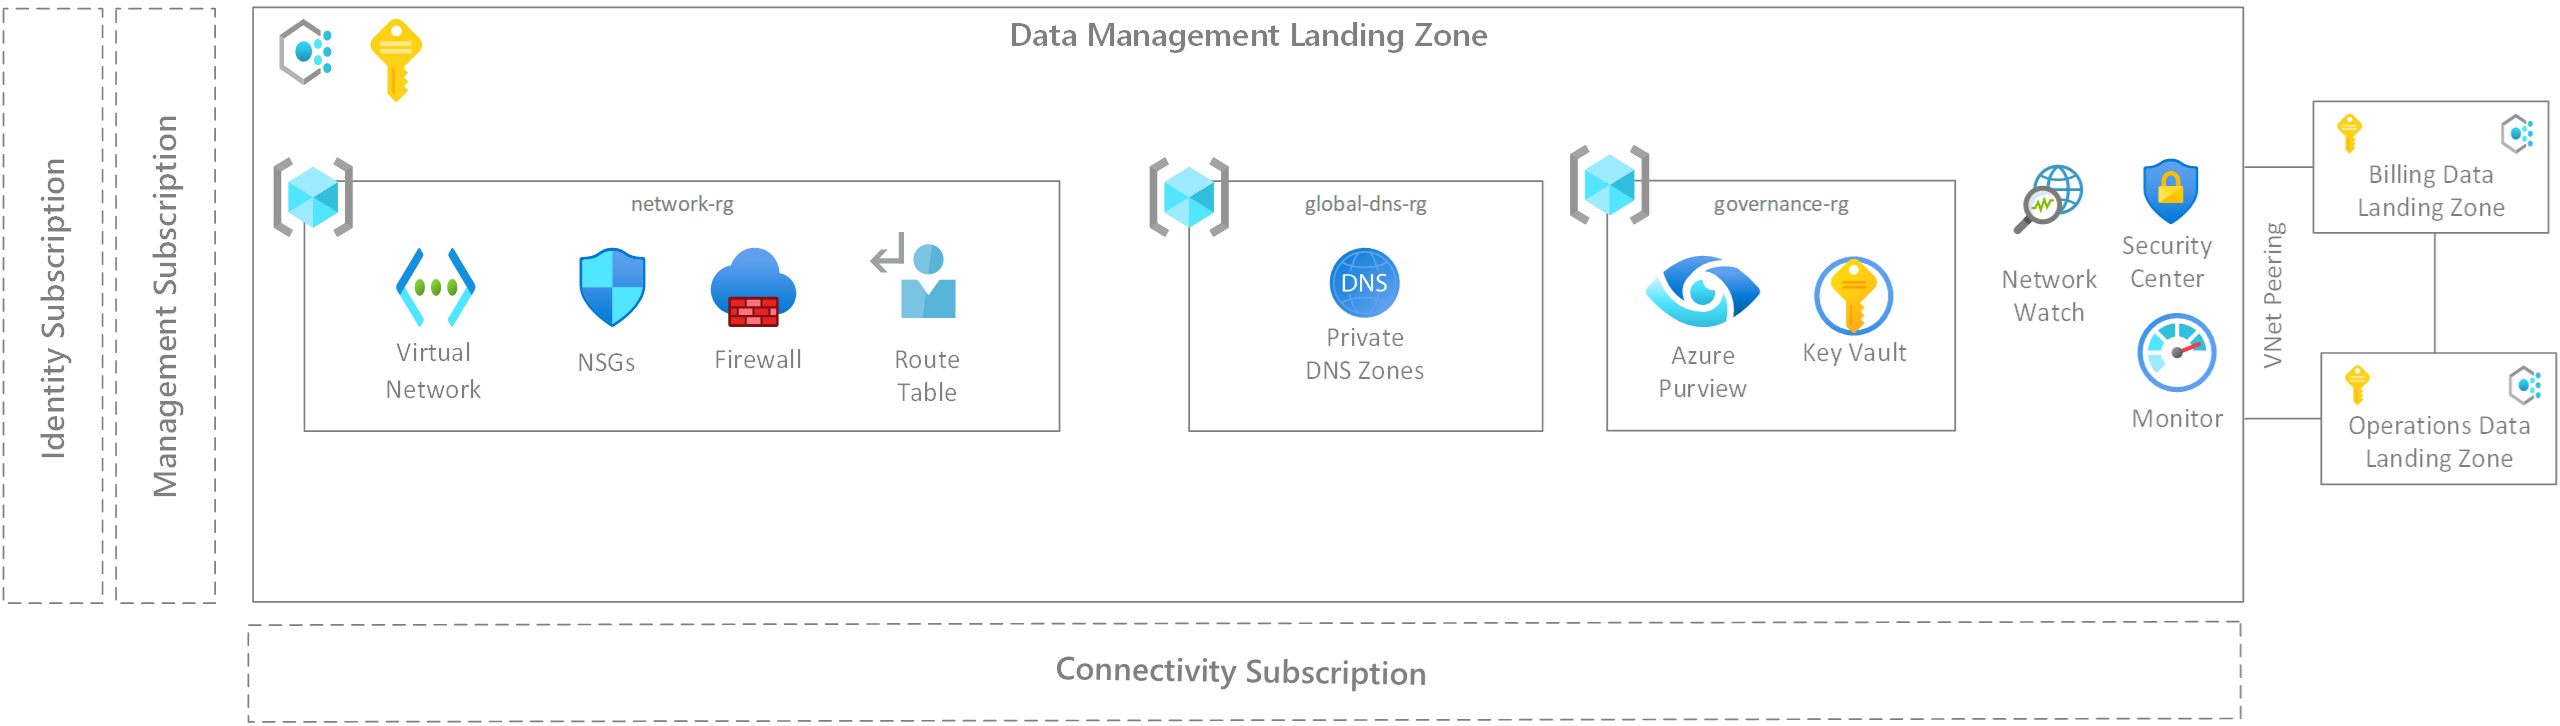 Identity Subscription
Management Subscription
Data Management Landing Zone
network-rg
Virtual
Network
NSGs
Firewall
Route
Table
global-dns-rg
DNS
Private
DNS Zones
governance-rg
Azure
Purview
Key Vault
Network
Watch
Security
Center
Monitor
VNet Peering
Billing Data
Landing Zone
Operations Data
Landing Zone
Connectivity Subscription